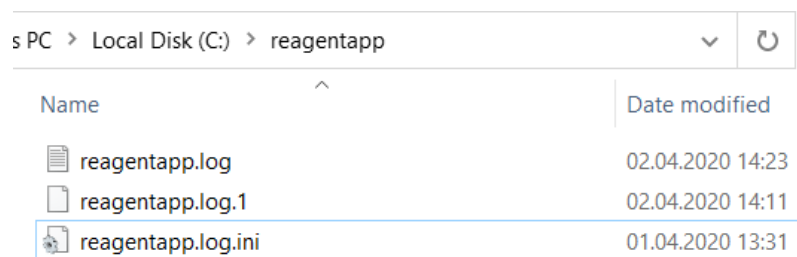 s PC > Local Disk (C:) > reagentapp
Name Date modified
reagentapp.log 02.04.2020 14:23
reagentapp.log.1 02.04.2020 14:11
reagentapp.log.ini 01.04.2020 13:31